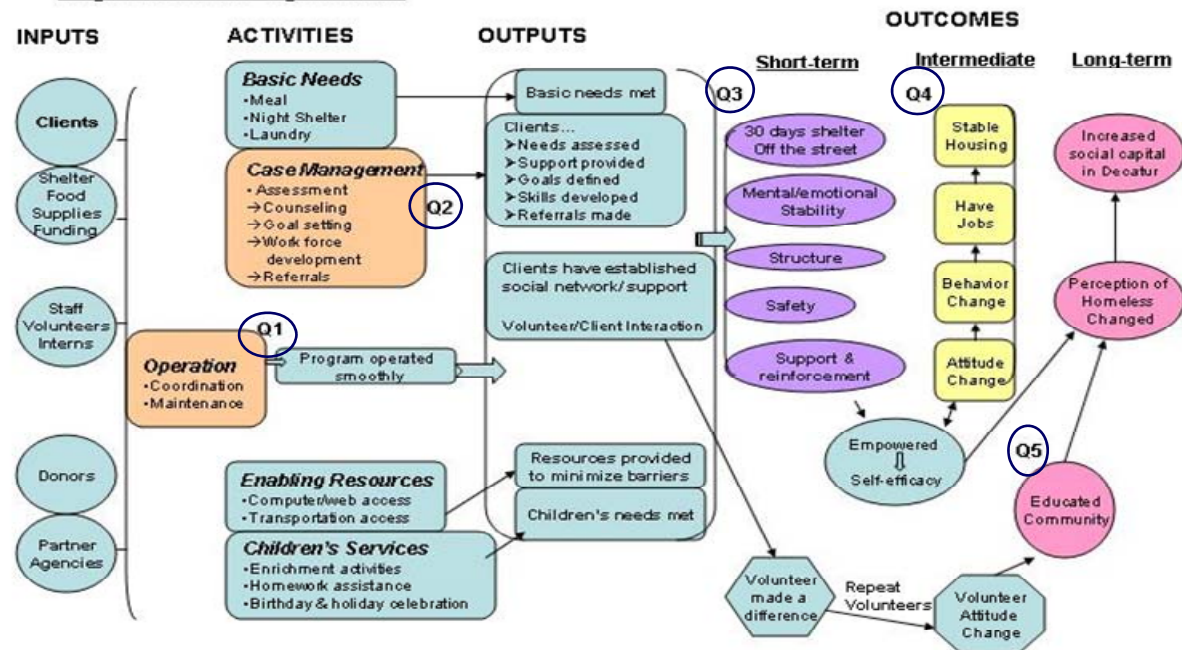 INPUTS
ACTIVITIES
OUTPUTS
OUTCOMES
Short-term
Intermediate
Long-term
Clients
Shelter
Food
Supplies
Funding
Staff
Volunteers
Interns
Donors
Partner
Agencies
Basic Needs
•Meal
•Night Shelter
•Laundry
Case Management
• Assessment
→Counseling
→Goal setting
→Work force
development
→Referrals
Q2
Q1
Operation
•Coordination
•Maintenance
Program operated
smoothly
Enabling Resources
•Computer/web access
•Transportation access
Children's Services
•Enrichment activities
•Homework assistance
•Birthday & holiday celebration
Basic needs met
Clients...
➢Needs assessed
➢Support provided
➢Goals defined
➢Skills developed
➢Referrals made
Clients have established
social network/support
Volunteer/Client Interaction
Resources provided
to minimize barriers
Children's needs met
Q3
30 days shelter
Off the street
Mental/emotional
Stability
Structure
Safety
Support &
reinforcement
Q4
Stable
Housing
Have
Jobs
Behavior
Change
Attitude
Change
Empowered
⇩
Self-efficacy
Increased
social capital
in Decatur
Perception of
Homeless
Changed
Q5
Educated
Community
Volunteer
made a
difference
Repeat
Volunteers
Volunteer
Attitude
Change